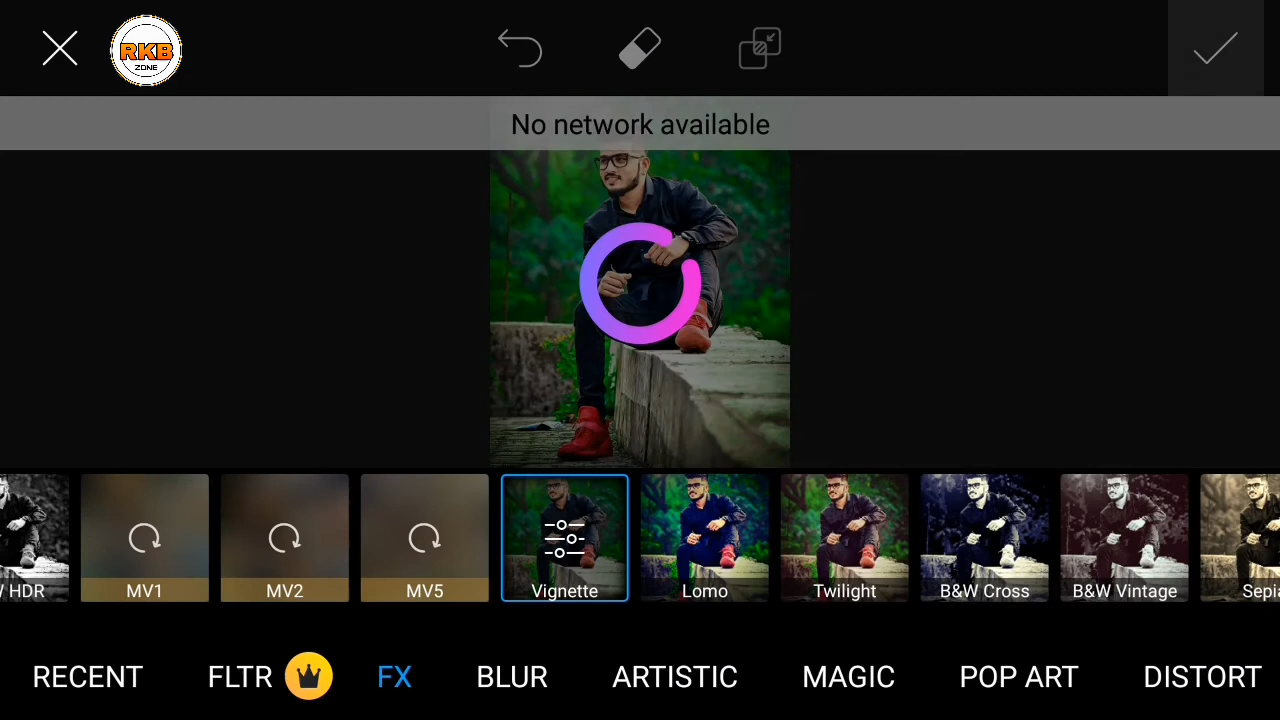 RKB
ZONE
No network available
W HDR
MV1
MV2
MV5
Vignette
Lomo
Twilight
B&W Cross
B&W Vintage
Sepia
RECENT
FLTR
FX
BLUR
ARTISTIC
MAGIC
POP ART
DISTORT